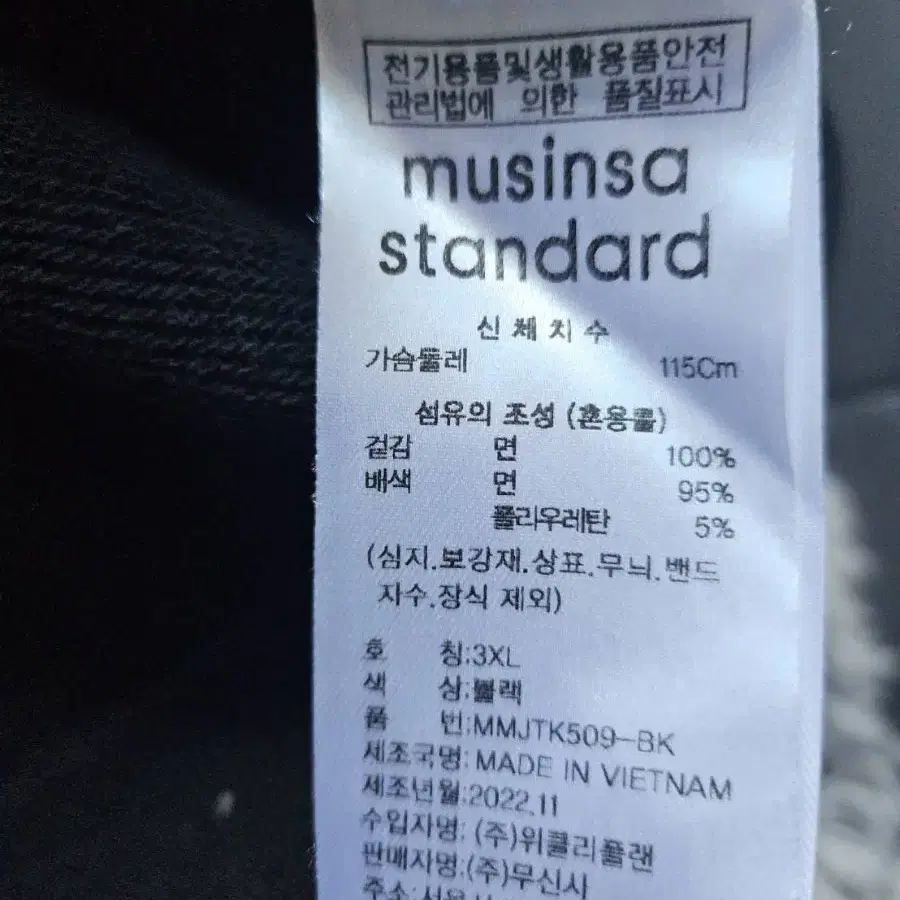 전기용품및생활용품안전
관리법에 의한 품질표시
musinsa
standard
신체치수
가슴둘레 115Cm
섬유의 조성 (혼용률)
겉감 면 100%
배색 면 95%
폴리우레탄 5%
(심지.보강재.상표.무늬.밴드
자수.장식 제외)
호 칭:3XL
색 상:블랙
품 번:MMJTK509-BK
제조국명: MADE IN VIETNAM
제조년월:2022.11
수입자명: (주)위클리플랜
판매자명:(주)무신사
주소:서울